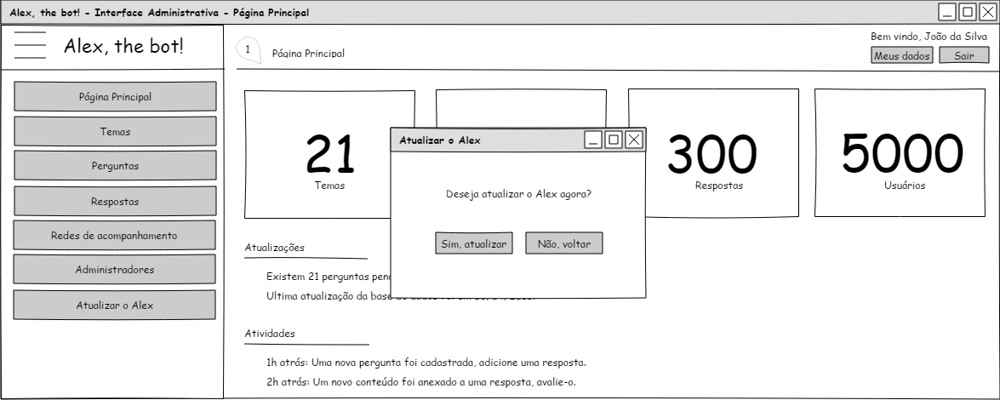 Alex, the bot! - Interface Administrativa - Página Principal
Alex, the bot!
Página Principal
Temas
Perguntas
Respostas
Redes de acompanhamento
Administradores
Atualizar o Alex
1
Página Principal
Bem vindo, João da Silva
Meus dados
Sair
21
Temas
300
Respostas
5000
Usuários
Atualizar o Alex
Deseja atualizar o Alex agora?
Sim, atualizar
Não, voltar
Atualizações
Existem 21 perguntas
Ultima atualização da base
Atividades
1h atrás: Uma nova pergunta foi cadastrada, adicione uma resposta.
2h atrás: Um novo conteúdo foi anexado a uma resposta, avalie-o.